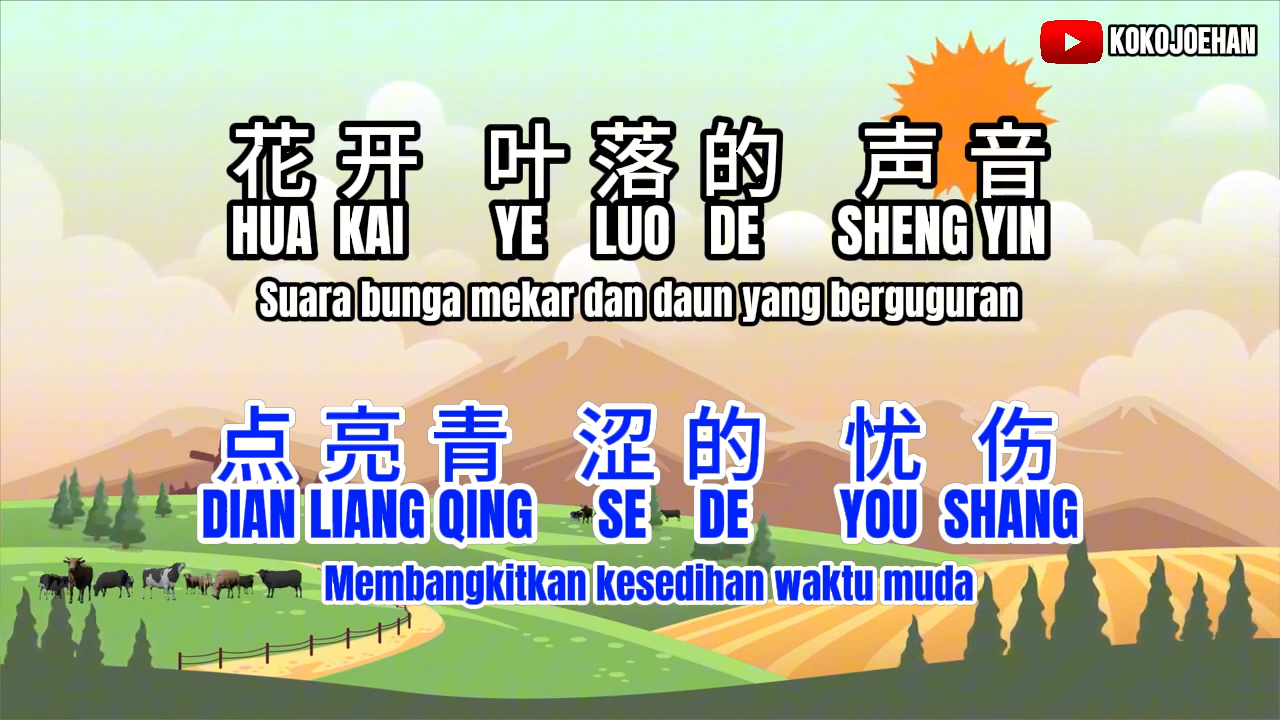 KOKOJOEHAN
花 开 叶 落 的 声 音
HUA KAI YE LUO DE SHENG YIN
Suara bunga mekar dan daun yang berguguran
点 亮 青 涩 的 忧 伤
DIAN LIANG QING SE DE YOU SHANG
Membangkitkan kesedihan waktu muda